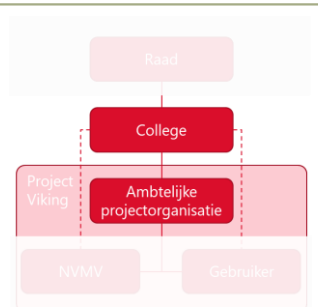 Raad
College
Project
Viking
Ambtelijke
projectorganisatie
NVMV
Gebruiker